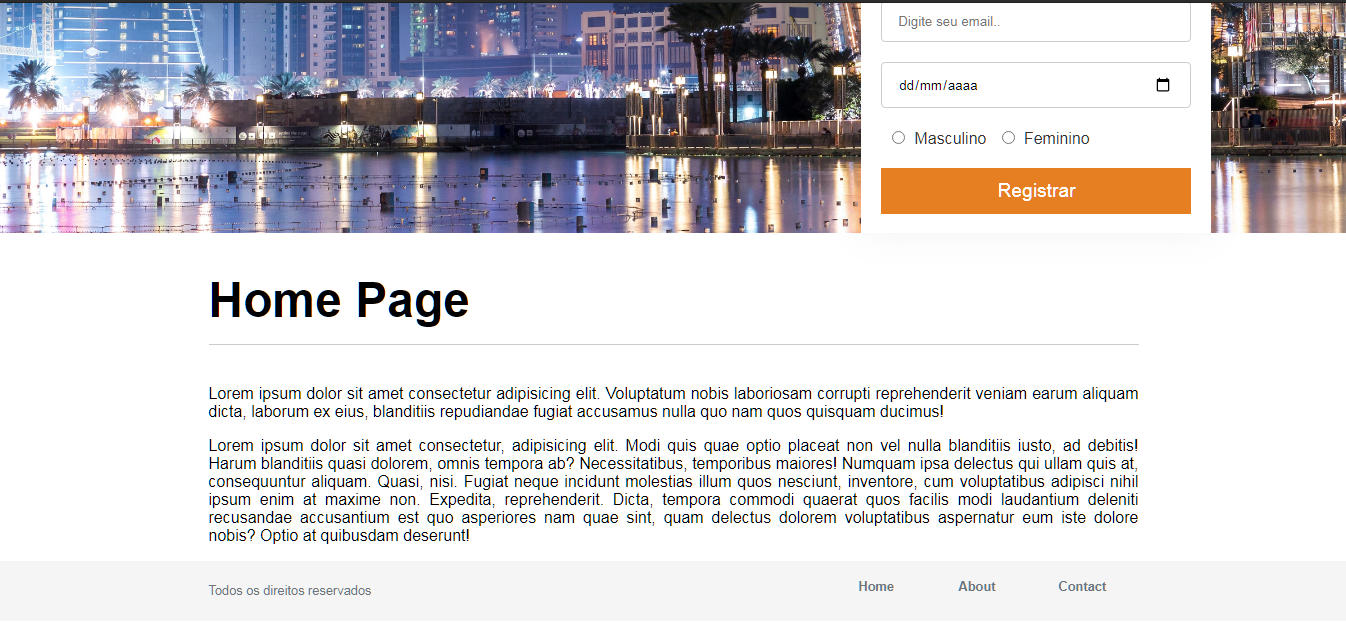 Digite seu email..
dd/mm/aaaa
Masculino Feminino
Registrar
Home Page
Lorem ipsum dolor sit amet consectetur adipisicing elit. Voluptatum nobis laboriosam corrupti reprehenderit veniam earum aliquam
dicta, laborum ex eius, blanditiis repudiandae fugiat accusamus nulla quo nam quos quisquam ducimus!
Lorem ipsum dolor sit amet consectetur, adipisicing elit. Modi quis quae optio placeat non vel nulla blanditiis iusto, ad debitis!
Harum blanditiis quasi dolorem, omnis tempora ab? Necessitatibus, temporibus maiores! Numquam ipsa delectus qui ullam quis at,
consequuntur aliquam. Quasi, nisi. Fugiat neque incidunt molestias illum quos nesciunt, inventore, cum voluptatibus adipisci nihil
ipsum enim at maxime non. Expedita, reprehenderit. Dicta, tempora commodi quaerat quos facilis modi laudantium deleniti
recusandae accusantium est quo asperiores nam quae sint, quam delectus dolorem voluptatibus aspernatur eum iste dolore
nobis? Optio at quibusdam deserunt!
Todos os direitos reservados Home About Contact